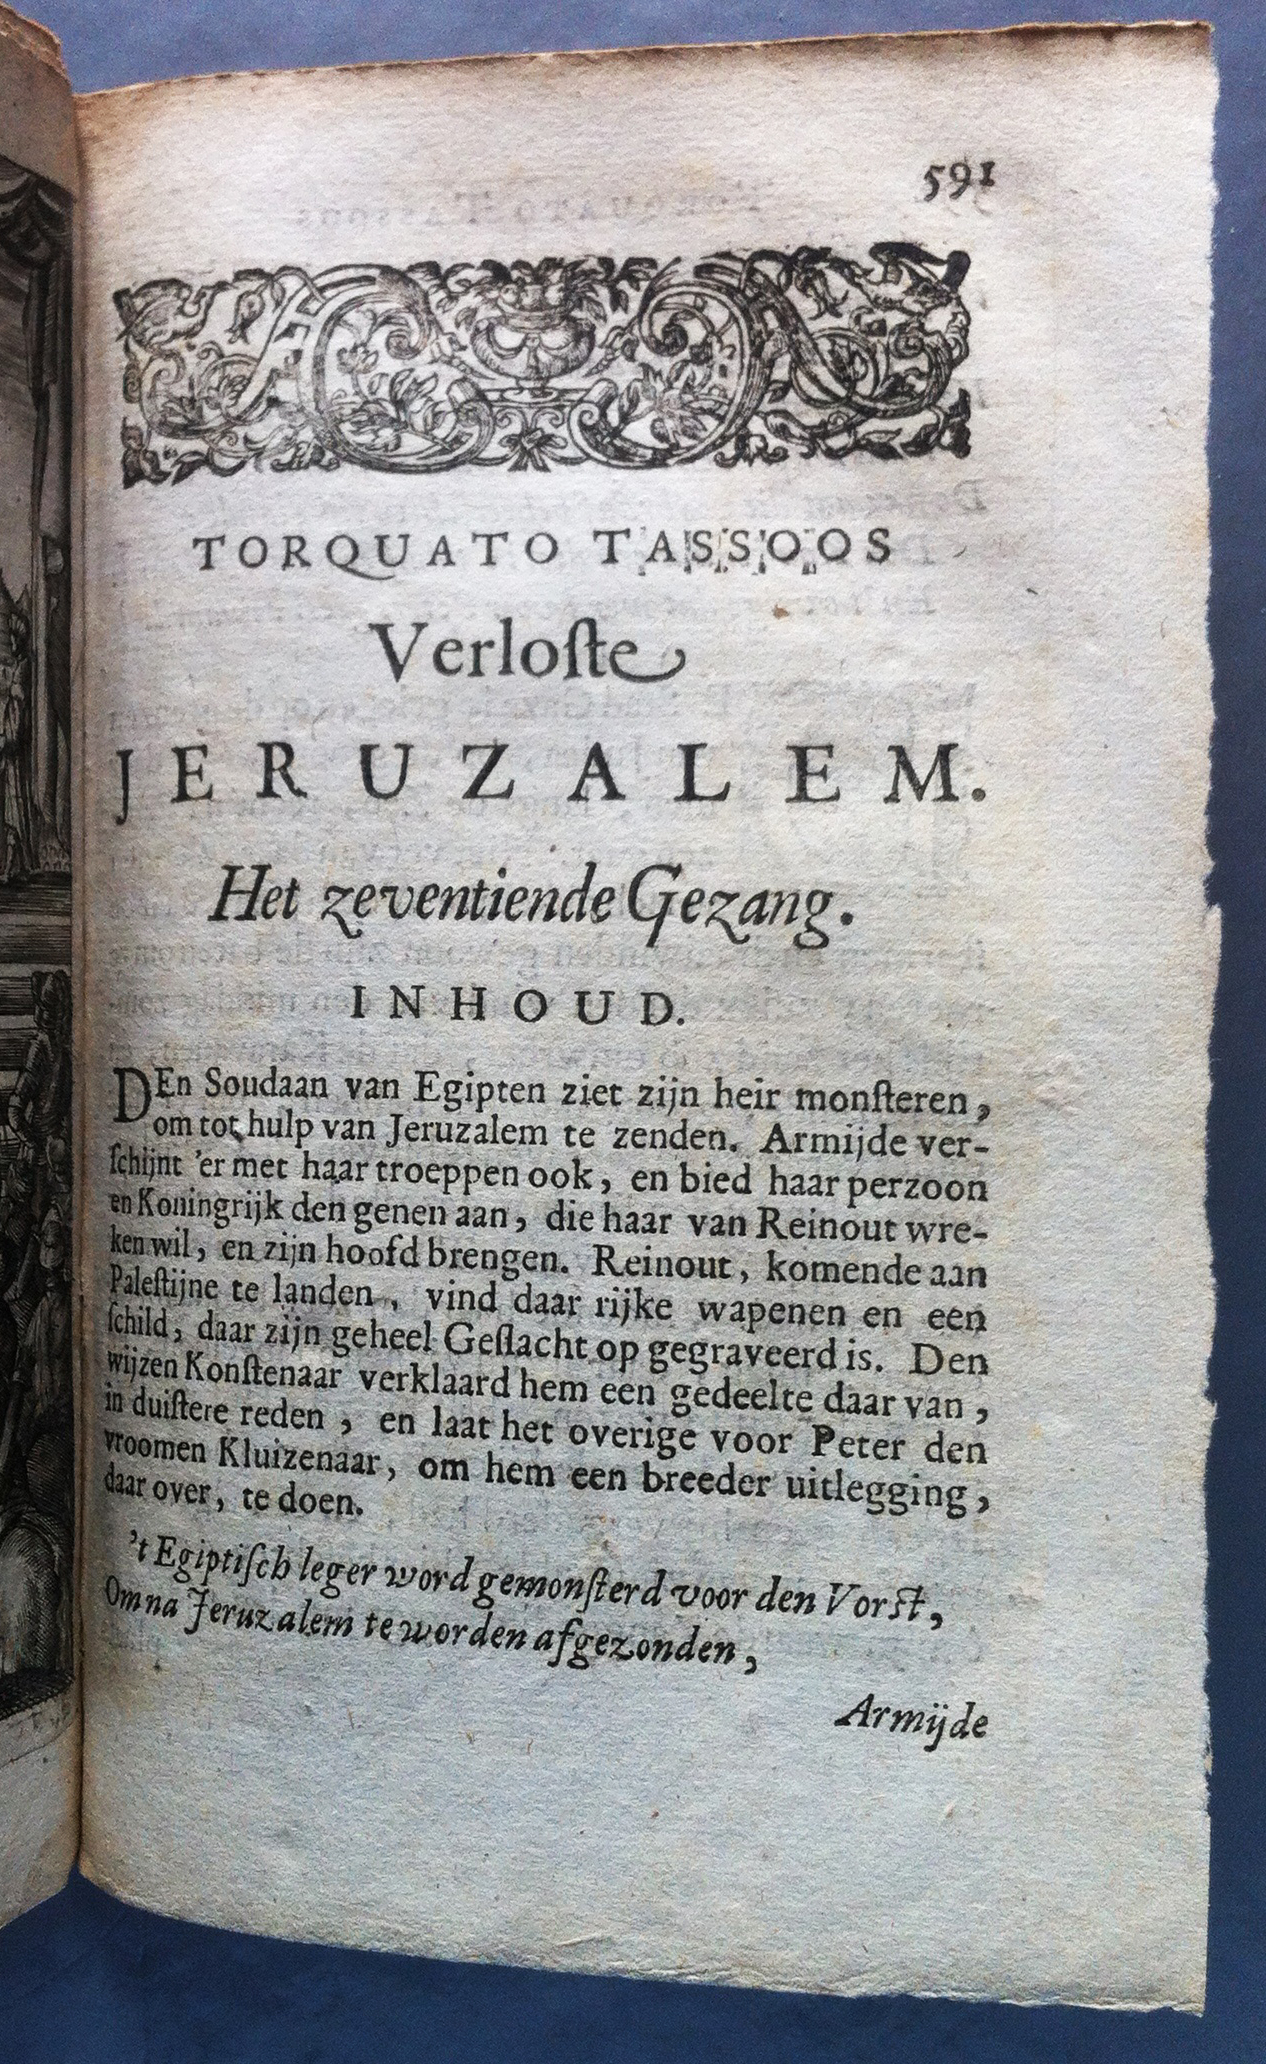 591
TORQUATO TASSOOS
Verloſte
JERUZALEM.
Het zeventiende Gezang.
INHOUD.
DEn Soudaan van Egipten ziet zijn heir monſteren,
om tot hulp van Jeruzalem te zenden. Armijde ver-
ſchijnt 'er met haar troeppen ook, en bied haar perzoon
en Koningrijk den genen aan, die haar van Reinout wre-
ken wil, en zijn hoofd brengen. Reinout, komende aan
Paleſtijne te landen, vind daar rijke wapenen en een
ſchild, daar zijn geheel Geſlacht op gegraveerd is. Den
wijzen Konſtenaar verklaard hem een gedeelte daar van,
in duiſtere reden, en laat het overige voor Peter den
vroomen Kluizenaar, om hem een breeder uitlegging,
daar over, te doen.
't Egiptiſch leger word gemonſterd voor den Vorſt,
Om na Jeruzalem te worden afgezonden,
Armijde